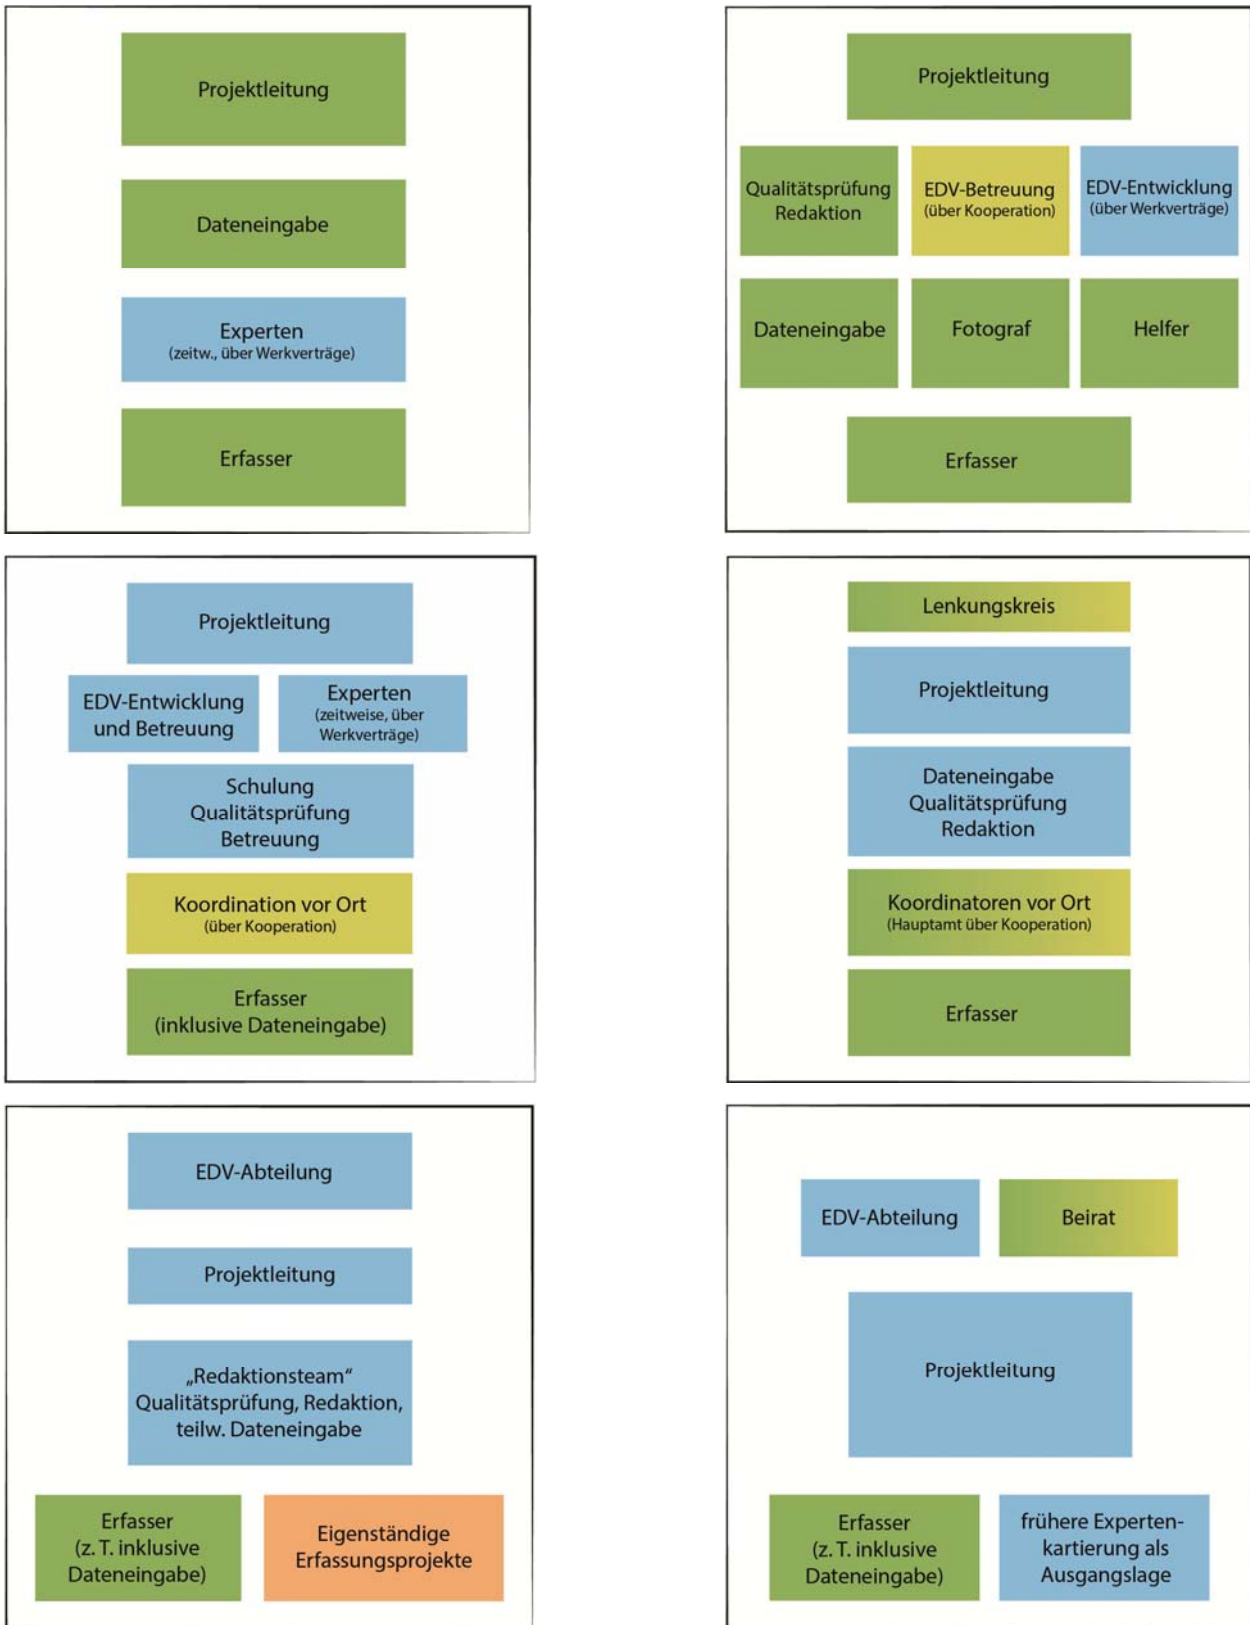 Projektleitung
Dateneingabe
Experten
(zeitw., über Werkverträge)
Erfasser
Projektleitung
Qualitätsprüfung
Redaktion
EDV-Betreuung
(über Kooperation)
EDV-Entwicklung
(über Werkverträge)
Dateneingabe
Fotograf
Helfer
Erfasser
Projektleitung
EDV-Entwicklung
und Betreuung
Experten
(zeitweise, über
Werkverträge)
Schulung
Qualitätsprüfung
Betreuung
Koordination vor Ort
(über Kooperation)
Erfasser
(inklusive Dateneingabe)
Lenkungskreis
Projektleitung
Dateneingabe
Qualitätsprüfung
Redaktion
Koordinatoren vor Ort
(Hauptamt über Kooperation)
Erfasser
EDV-Abteilung
Projektleitung
„Redaktionsteam“
Qualitätsprüfung, Redaktion,
teilw. Dateneingabe
Erfasser
(z. T. inklusive
Dateneingabe)
Eigenständige
Erfassungsprojekte
EDV-Abteilung
Beirat
Projektleitung
Erfasser
(z. T. inklusive
Dateneingabe)
frühere Experten-
kartierung als
Ausgangslage